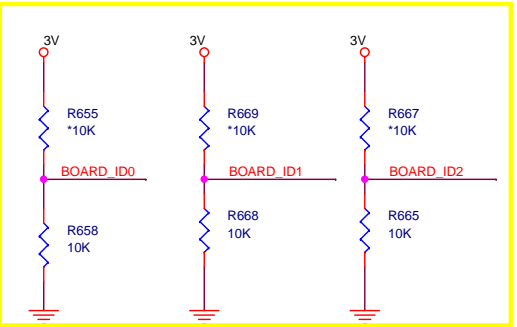 3V 3V 3V
R655 R669 R667
*10K *10K *10K
BOARD_ID0 BOARD_ID1 BOARD_ID2
R658 R668 R665
10K 10K 10K